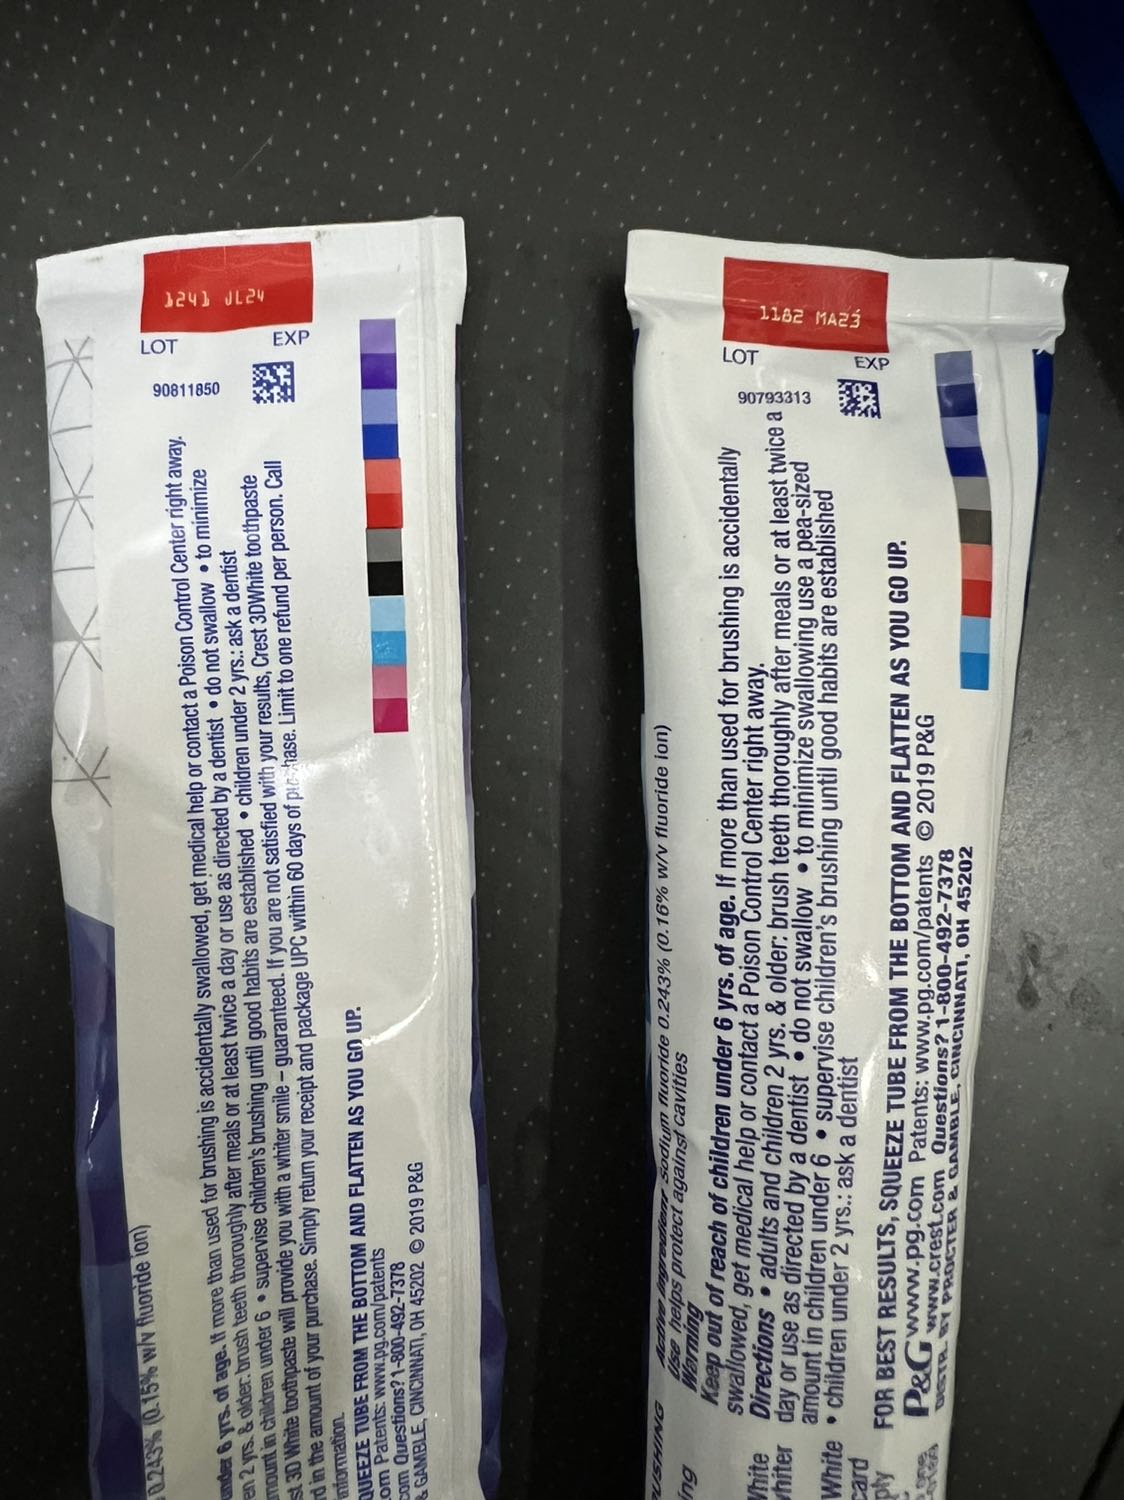 1241 JL24
LOT EXP
90811850
0.243% (0.15% w/v fluoride ion)
under 6 yrs. of age. If more than used for brushing is accidentally swallowed, get medical help or contact a Poison Control Center right away.
en 2 yrs. & older: brush teeth thoroughly after meals or at least twice a day or use as directed by a dentist • do not swallow • to minimize
mount in children under 6 • supervise children's brushing until good habits are established • children under 2 yrs.: ask a dentist
st 3D White toothpaste will provide you with a whiter smile – guaranteed. If you are not satisfied with your results, Crest 3DWhite toothpaste
d in the amount of your purchase. Simply return your receipt and package UPC within 60 days of purchase. Limit to one refund per person. Call
nformation.
QUEEZE TUBE FROM THE BOTTOM AND FLATTEN AS YOU GO UP.
om Patents: www.pg.com/patents
com Questions? 1-800-492-7378
& GAMBLE, CINCINNATI, OH 45202 © 2019 P&G
1182 MA23
LOT EXP
90793313
Active ingredient sodium fluoride 0.243% (0.16% w/v fluoride ion)
Use helps protect against cavities
Warning
Keep out of reach of children under 6 yrs. of age. If more than used for brushing is accidentally
swallowed, get medical help or contact a Poison Control Center right away.
Directions • adults and children 2 yrs. & older: brush teeth thoroughly after meals or at least twice a
day or use as directed by a dentist • do not swallow • to minimize swallowing use a pea-sized
amount in children under 6 • supervise children's brushing until good habits are established
• children under 2 yrs.: ask a dentist
FOR BEST RESULTS, SQUEEZE TUBE FROM THE BOTTOM AND FLATTEN AS YOU GO UP.
P&G www.pg.com Patents: www.pg.com/patents © 2019 P&G
www.crest.com Questions? 1-800-492-7378
DISTR. BY PROCTER & GAMBLE, CINCINNATI, OH 45202
RUSHING
ing
White
whiter
White
card
ply